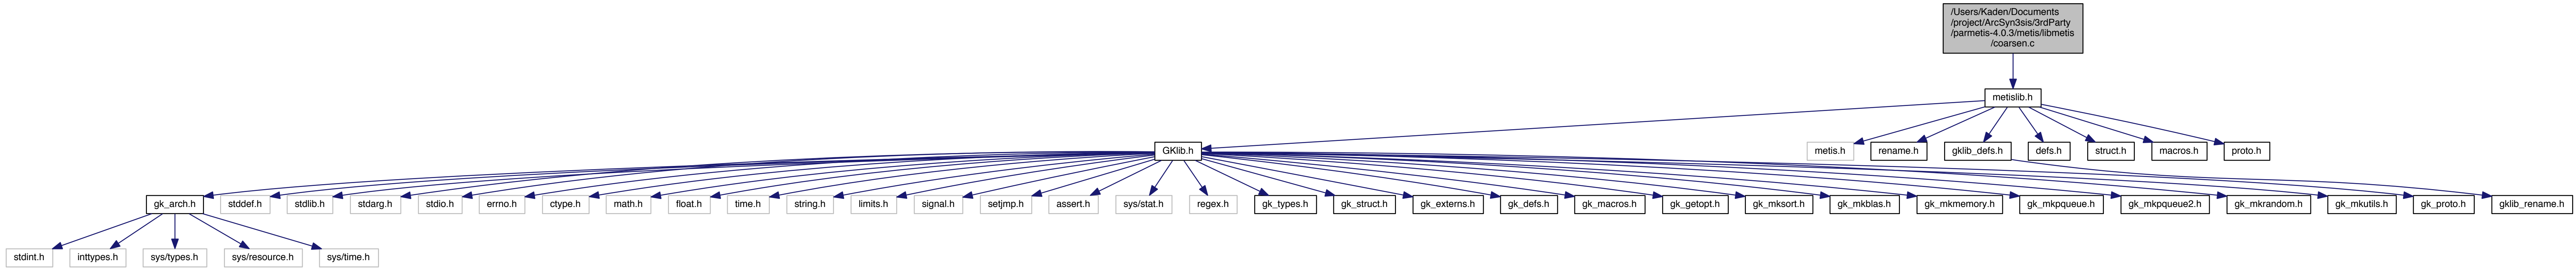 /Users/Kaden/Documents
/project/ArcSyn3sis/3rdParty
/parmetis-4.0.3/metis/libmetis
/coarsen.c
metislib.h
GKlib.h
metis.h
rename.h
gklib_defs.h
defs.h
struct.h
macros.h
proto.h
gk_arch.h
stddef.h
stdlib.h
stdarg.h
stdio.h
errno.h
ctype.h
math.h
float.h
time.h
string.h
limits.h
signal.h
setjmp.h
assert.h
sys/stat.h
regex.h
gk_types.h
gk_struct.h
gk_externs.h
gk_defs.h
gk_macros.h
gk_getopt.h
gk_mksort.h
gk_mkblas.h
gk_mkmemory.h
gk_mkpqueue.h
gk_mkpqueue2.h
gk_mkrandom.h
gk_mkutils.h
gk_proto.h
gklib_rename.h
stdint.h
inttypes.h
sys/types.h
sys/resource.h
sys/time.h